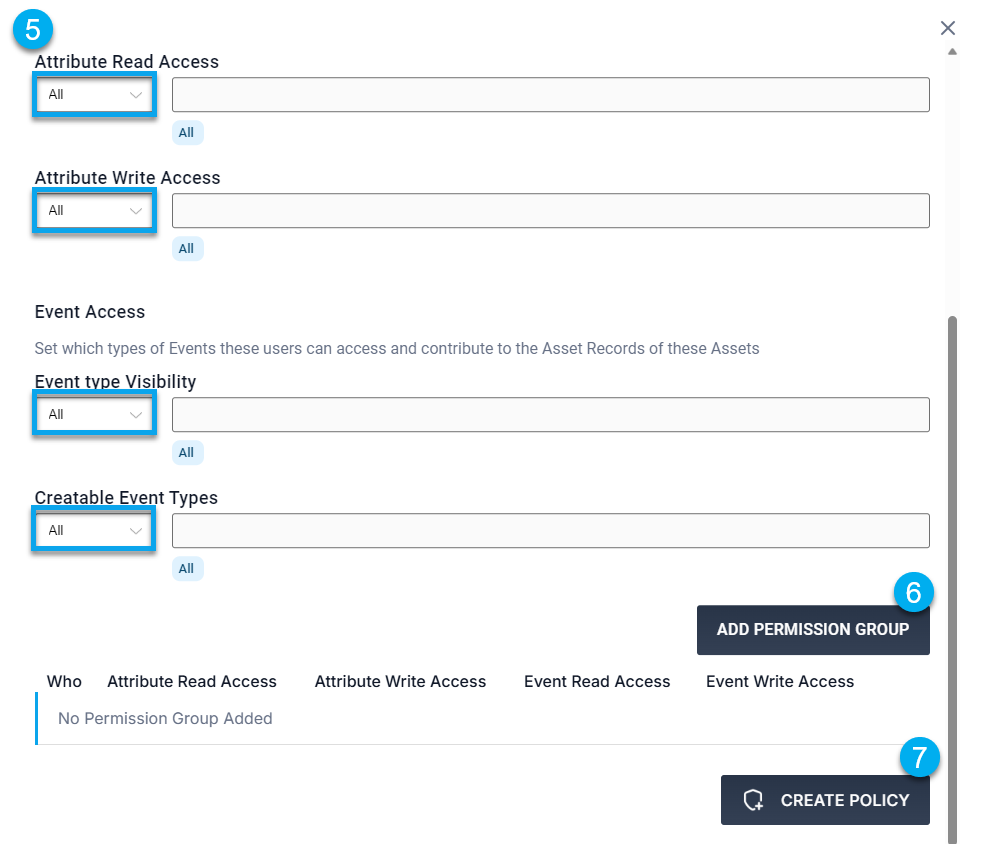 5
Attribute Read Access
All
All
Attribute Write Access
All
All
Event Access
Set which types of Events these users can access and contribute to the Asset Records of these Assets
Event type Visibility
All
All
Creatable Event Types
All
All
6
ADD PERMISSION GROUP
Who Attribute Read Access Attribute Write Access Event Read Access Event Write Access
No Permission Group Added
7
CREATE POLICY